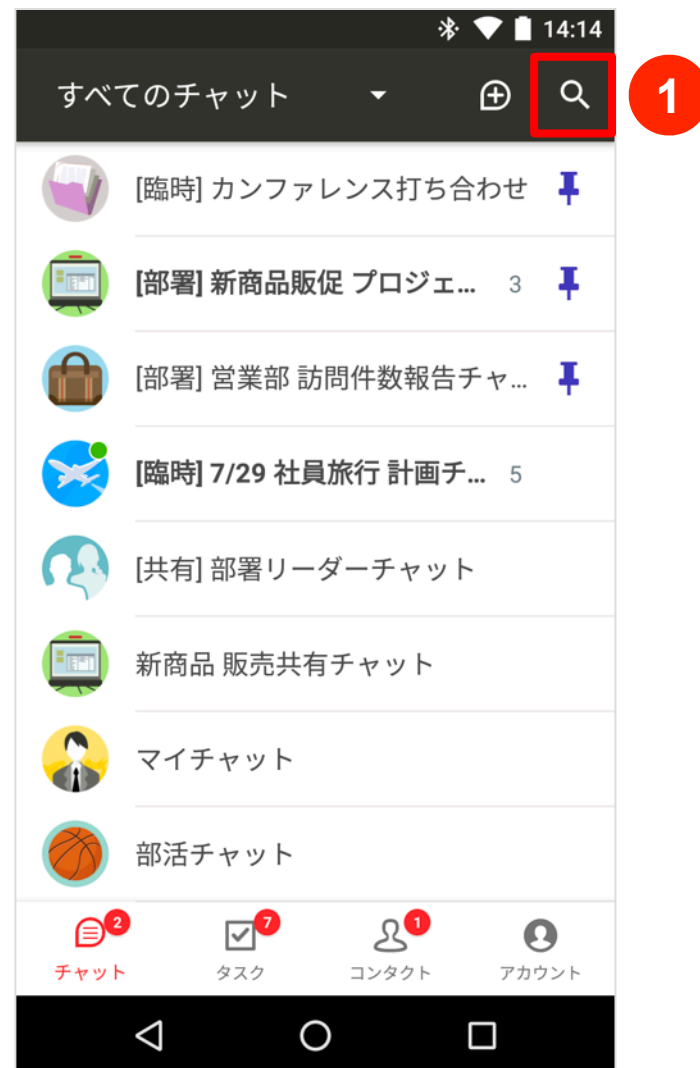 14:14
すべてのチャット
1
[臨時] カンファレンス打ち合わせ
[部署] 新商品販促 プロジェ... 3
[部署] 営業部 訪問件数報告チャ...
[臨時] 7/29 社員旅行 計画チ... 5
[共有] 部署リーダーチャット
新商品 販売共有チャット
マイチャット
部活チャット
2 7 1
チャット タスク コンタクト アカウント